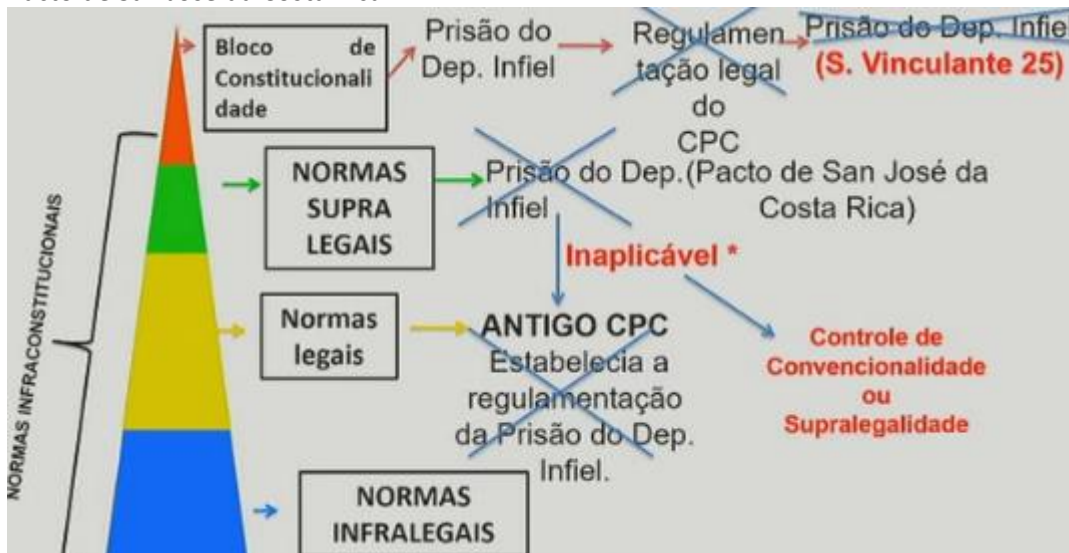 Bloco de
Constitucionali
dade
Prisão do
Dep. Infiel
Regulamen
tação legal
do
CPC
Prisão do Dep. Infie
(S. Vinculante 25)
NORMAS
SUPRA
LEGAIS
Prisão do Dep.(Pacto de San José da
Infiel
Costa Rica)
Inaplicável *
Normas
legais
ANTIGO CPC
Estabelecia a
regulamentação
da Prisão do Dep.
Infiel.
Controle de
Convencionalidade
ou
Supralegalidade
NORMAS
INFRALEGAIS
NORMAS INFRACONSTITUCIONAIS